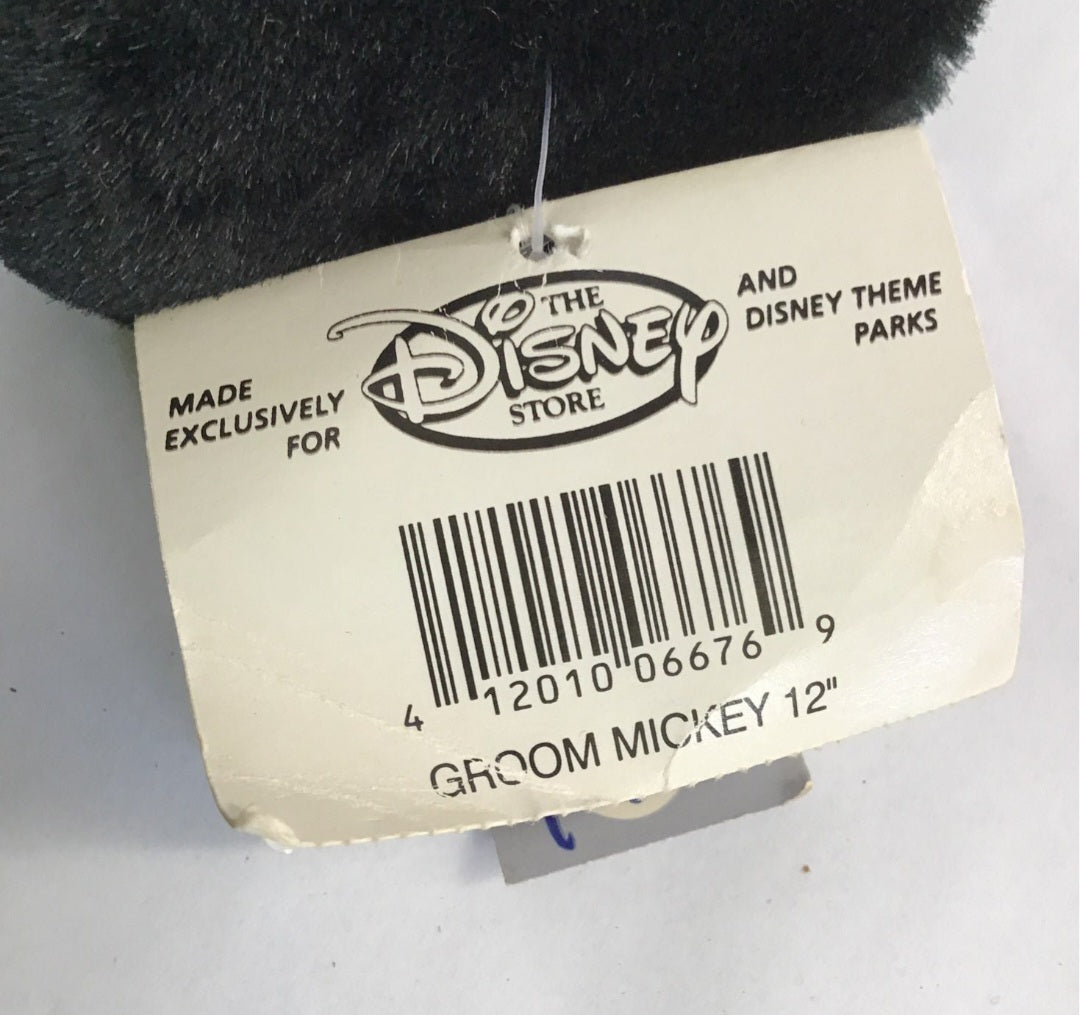 MADE
EXCLUSIVELY
FOR
THE
DISNEY
STORE
AND
DISNEY THEME
PARKS
4 12010 06676 9
GROOM MICKEY 12"